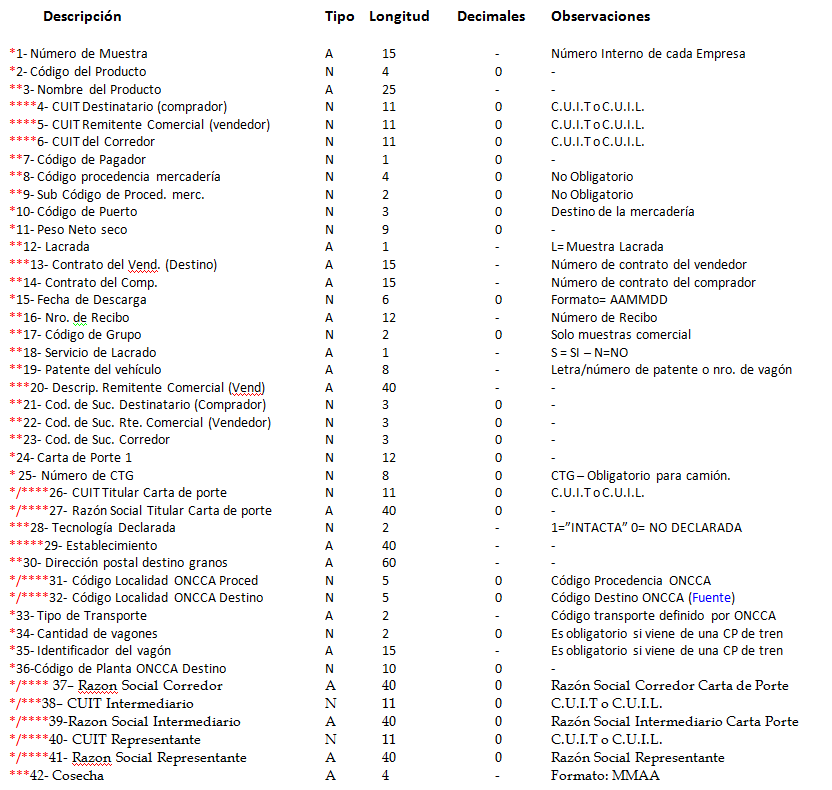 Descripción Tipo Longitud Decimales Observaciones
*1- Número de Muestra A 15 - Número Interno de cada Empresa
*2- Código del Producto N 4 0 -
**3- Nombre del Producto A 25 - -
****4- CUIT Destinatario (comprador) N 11 0 C.U.I.T o C.U.I.L.
****5- CUIT Remitente Comercial (vendedor) N 11 0 C.U.I.T o C.U.I.L.
****6- CUIT del Corredor N 11 0 C.U.I.T o C.U.I.L.
**7- Código de Pagador N 1 0 -
**8- Código procedencia mercadería N 4 0 No Obligatorio
**9- Sub Código de Proced. merc. N 2 0 No Obligatorio
*10- Código de Puerto N 3 0 Destino de la mercadería
*11- Peso Neto seco N 9 0 -
**12- Lacrada A 1 - L= Muestra Lacrada
***13- Contrato del Vend. (Destino) A 15 - Número de contrato del vendedor
**14- Contrato del Comp. A 15 - Número de contrato del comprador
*15- Fecha de Descarga N 6 0 Formato= AAMMDD
**16- Nro. de Recibo A 12 - Número de Recibo
**17- Código de Grupo N 2 0 Solo muestras comercial
**18- Servicio de Lacrado A 1 - S = SI – N=NO
**19- Patente del vehículo A 8 - Letra/número de patente o nro. de vagón
***20- Descrip. Remitente Comercial (Vend) A 40 - -
**21- Cod. de Suc. Destinatario (Comprador) N 3 0 -
**22- Cod. de Suc. Rte. Comercial (Vendedor) N 3 0 -
**23- Cod. de Suc. Corredor N 3 0 -
*24- Carta de Porte 1 N 12 0 -
* 25- Número de CTG N 8 0 CTG – Obligatorio para camión.
*/****26- CUIT Titular Carta de porte N 11 0 C.U.I.T o C.U.I.L.
*/****27- Razón Social Titular Carta de porte A 40 0 -
***28- Tecnología Declarada N 2 - 1=”INTACTA” 0= NO DECLARADA
*****29- Establecimiento A 40 - -
**30- Dirección postal destino granos A 60 - -
*/****31- Código Localidad ONCCA Proced N 5 0 Código Procedencia ONCCA
*/****32- Código Localidad ONCCA Destino N 5 0 Código Destino ONCCA (Fuente)
*33- Tipo de Transporte A 2 - Código transporte definido por ONCCA
*34- Cantidad de vagones N 2 0 Es obligatorio si viene de una CP de tren
*35- Identificador del vagón A 15 - Es obligatorio si viene de una CP de tren
*36-Código de Planta ONCCA Destino N 10 0 -
*/**** 37– Razon Social Corredor A 40 0 Razón Social Corredor Carta de Porte
*/***38– CUIT Intermediario N 11 0 C.U.I.T o C.U.I.L.
*/****39-Razon Social Intermediario A 40 0 Razón Social Intermediario Carta Porte
*/****40- CUIT Representante N 11 0 C.U.I.T o C.U.I.L.
*/****41- Razon Social Representante A 40 0 Razón Social Representante
***42- Cosecha A 4 - Formato: MMAA